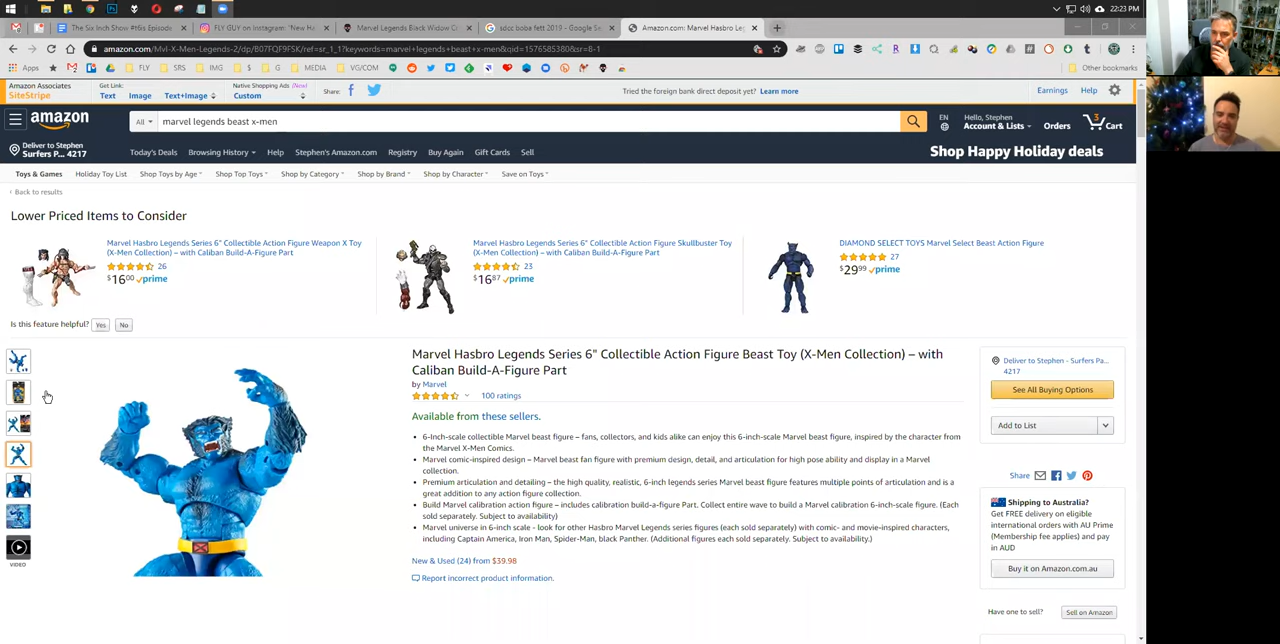 22:23 PM
The Six Inch Show #76ís Episodes
FLY GUY on Instagram: "New Ha
Marvel Legends Black Widow C
sdcc boba fett 2019 - Google Se
Amazon.com: Marvel Hasbro Leg
amazon.com/Mvl-X-Men-Legends-2/dp/B07FQF9FSK/ref=sr_1_1?keywords=marvel+legends+beast+x-men&qid=1576585380&sr=8-1
Apps FLY SRS IMG $ G MEDIA VG/COM Other bookmarks
Amazon Associates
SiteStripe
Get Link:
Text Image Text+Image
Native Shopping Ads (New!)
Custom
Share:
Tried the foreign bank direct deposit yet? Learn more
Earnings Help
amazon
All
marvel legends beast x-men
EN
Hello, Stephen
Account & Lists
Orders
3
Cart
Deliver to Stephen
Surfers P... 4217
Today's Deals Browsing History Help Stephen's Amazon.com Registry Buy Again Gift Cards Sell
Shop Happy Holiday deals
Toys & Games Holiday Toy List Shop Toys by Age Shop Top Toys Shop by Category Shop by Brand Shop by Character Save on Toys
‹ Back to results
Lower Priced Items to Consider
Marvel Hasbro Legends Series 6" Collectible Action Figure Weapon X Toy
(X-Men Collection) – with Caliban Build-A-Figure Part
26
$1600 prime
Marvel Hasbro Legends Series 6" Collectible Action Figure Skullbuster Toy
(X-Men Collection) – with Caliban Build-A-Figure Part
23
$16.87 prime
DIAMOND SELECT TOYS Marvel Select Beast Action Figure
27
$2999 prime
Is this feature helpful? Yes No
Marvel Hasbro Legends Series 6" Collectible Action Figure Beast Toy (X-Men Collection) – with
Caliban Build-A-Figure Part
by Marvel
100 ratings
Available from these sellers.
• 6-Inch-scale collectible Marvel beast figure – fans, collectors, and kids alike can enjoy this 6-inch-scale Marvel beast figure, inspired by the character from
the Marvel X-Men Comics.
• Marvel comic-inspired design – Marvel beast fan figure with premium design, detail, and articulation for high pose ability and display in a Marvel
collection.
• Premium articulation and detailing – the high quality, realistic, 6-inch legends series Marvel beast figure features multiple points of articulation and is a
great addition to any action figure collection.
• Build Marvel calibration action figure – includes calibration build-a-figure Part. Collect entire wave to build a Marvel calibration 6-inch-scale figure. (Each
sold separately. Subject to availability)
• Marvel universe in 6-inch scale - look for other Hasbro Marvel Legends series figures (each sold separately) with comic- and movie-inspired characters,
including Captain America, Iron Man, Spider-Man, black Panther. (Additional figures each sold separately. Subject to availability.)
New & Used (24) from $39.98
Report incorrect product information.
VIDEO
Deliver to Stephen - Surfers Pa...
4217
See All Buying Options
Add to List
Share
Shipping to Australia?
Get FREE delivery on eligible
international orders with AU Prime
(Membership fee applies) and pay
in AUD
Buy it on Amazon.com.au
Have one to sell? Sell on Amazon